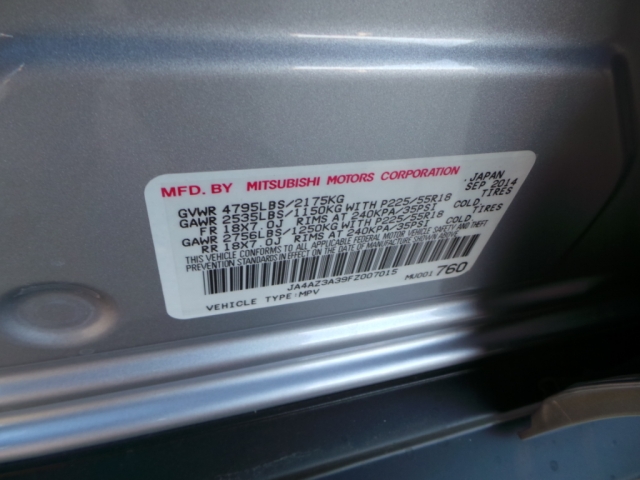 MFD. BY MITSUBISHI MOTORS CORPORATION JAPAN
GVWR 4795LBS/2175KG SEP 2014
GAWR 2535LBS/1150KG WITH P225/55R18 TIRES
FR 18X7.0J RIMS AT 240KPA/35PSI COLD.
GAWR 2756LBS/1250KG WITH P225/55R18 TIRES
RR 18X7.0J RIMS AT 240KPA/35PSI COLD.
THIS VEHICLE CONFORMS TO ALL APPLICABLE FEDERAL MOTOR VEHICLE SAFETY AND THEFT
PREVENTION STANDARDS IN EFFECT ON THE DATE OF MANUFACTURE SHOWN ABOVE.
JA4AZ3A39FZ007015
VEHICLE TYPE:MPV MU001 760